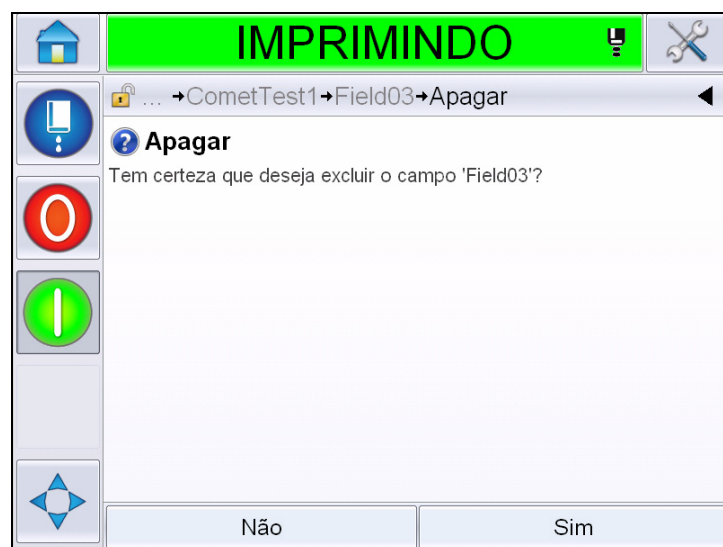 IMPRIMINDO
... →CometTest1→Field03→Apagar
Apagar
Tem certeza que deseja excluir o campo 'Field03'?
Não
Sim